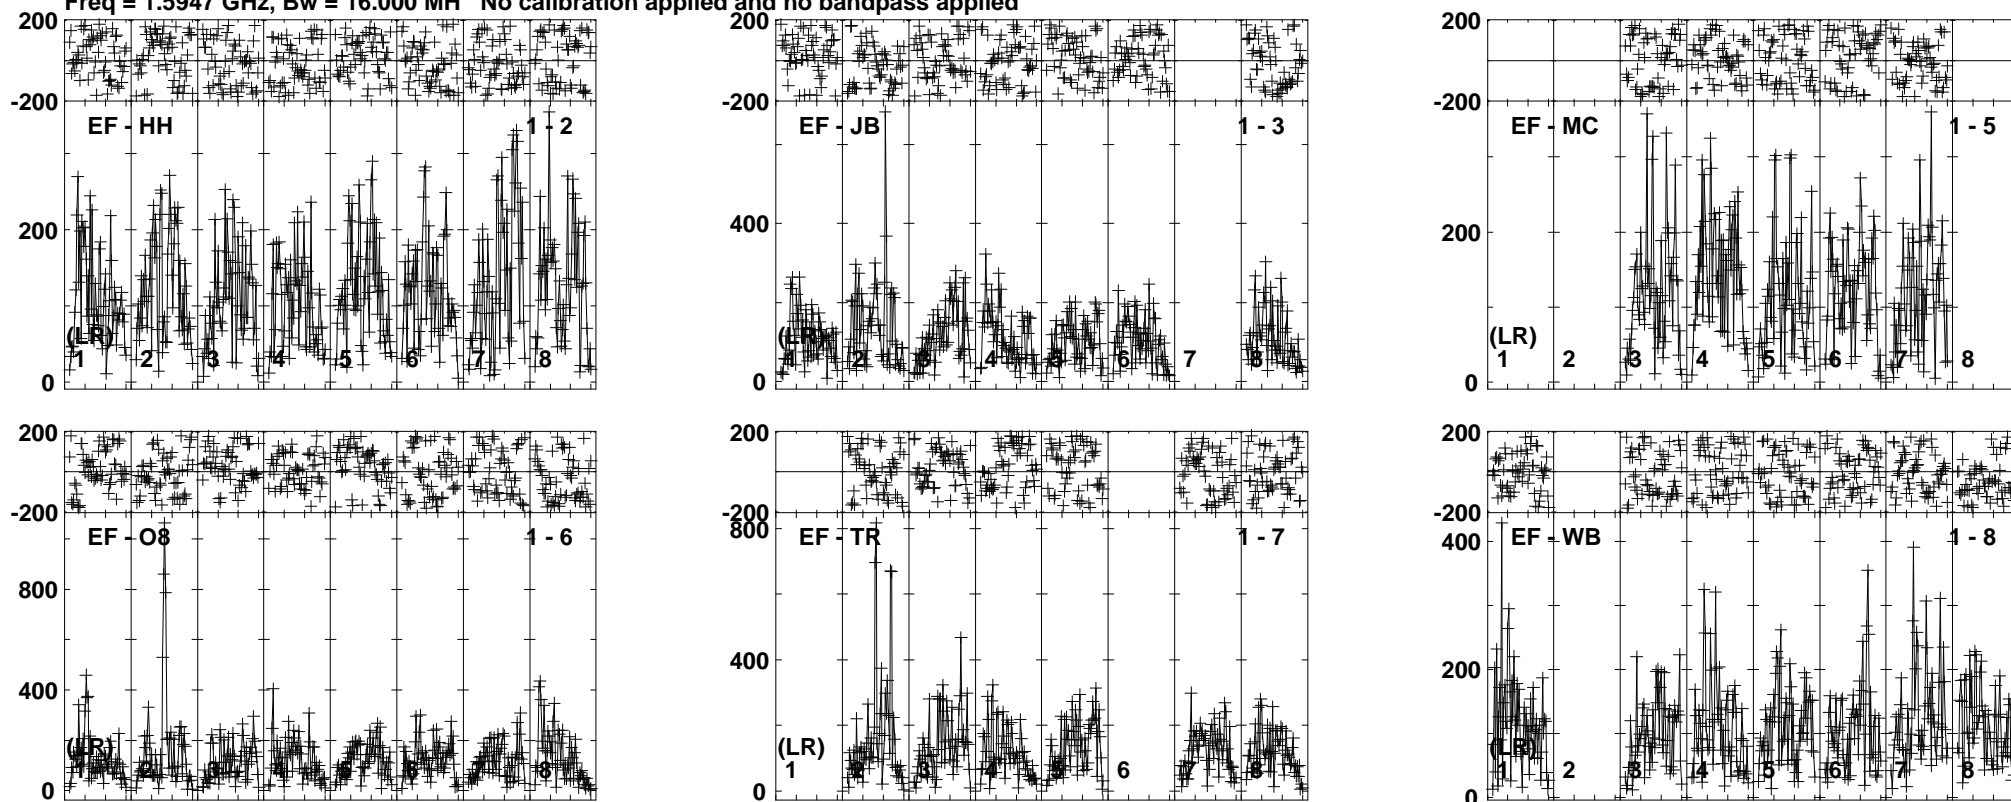 Freq = 1.5947 GHz, Bw = 16.000 MH No calibration applied and no bandpass applied
200
-200
EF - HH 1 - 2
200
(LR)
1 2 3 4 5 6 7 8
0
-200
EF - JB 1 - 3
400
(LR)
1 2 3 4 5 6 7 8
0
200
-200
EF - MC 1 - 5
200
(LR)
1 2 3 4 5 6 7 8
0
200
-200
EF - O8 1 - 6
800
400
(LR)
1 2 3 4 5 6 7 8
0
200
-200
800
EF - TR 1 - 7
400
(LR)
1 2 3 4 5 6 7 8
0
200
-200
400
EF - WB 1 - 8
200
(LR)
1 2 3 4 5 6 7 8
0